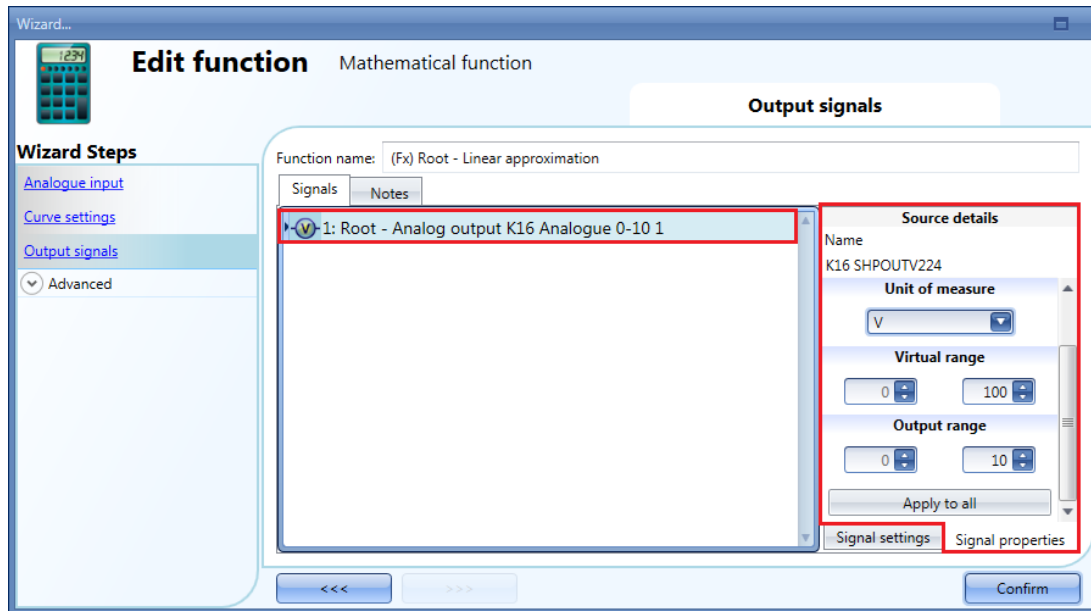 Wizard...
1234
Edit function
Mathematical function
Output signals
Wizard Steps
Analogue input
Curve settings
Output signals
Advanced
Function name: (Fx) Root - Linear approximation
Signals
Notes
V
1: Root - Analog output K16 Analogue 0-10 1
Source details
Name
K16 SHPOUTV224
Unit of measure
V
Virtual range
0 100
Output range
0 10
Apply to all
Signal settings
Signal properties
<<<
>>>
Confirm